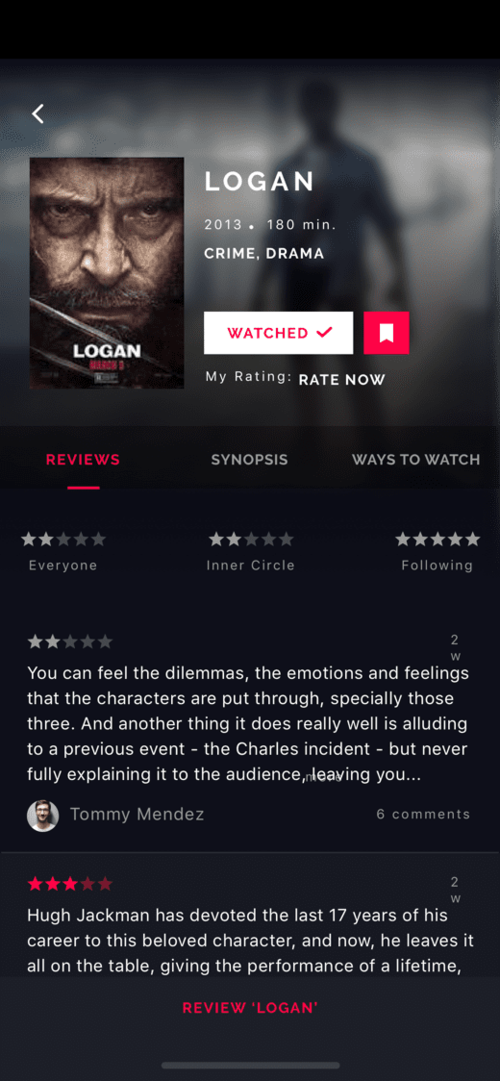 LOGAN
2013 • 180 min.
CRIME, DRAMA
LOGAN
MARCH 3
WATCHED
My Rating: RATE NOW
REVIEWS SYNOPSIS WAYS TO WATCH
Everyone Inner Circle Following
2
w
You can feel the dilemmas, the emotions and feelings
that the characters are put through, specially those
three. And another thing it does really well is alluding
to a previous event - the Charles incident - but never
fully explaining it to the audience, leaving you...
more
Tommy Mendez 6 comments
2
w
Hugh Jackman has devoted the last 17 years of his
career to this beloved character, and now, he leaves it
all on the table, giving the performance of a lifetime,
REVIEW 'LOGAN'